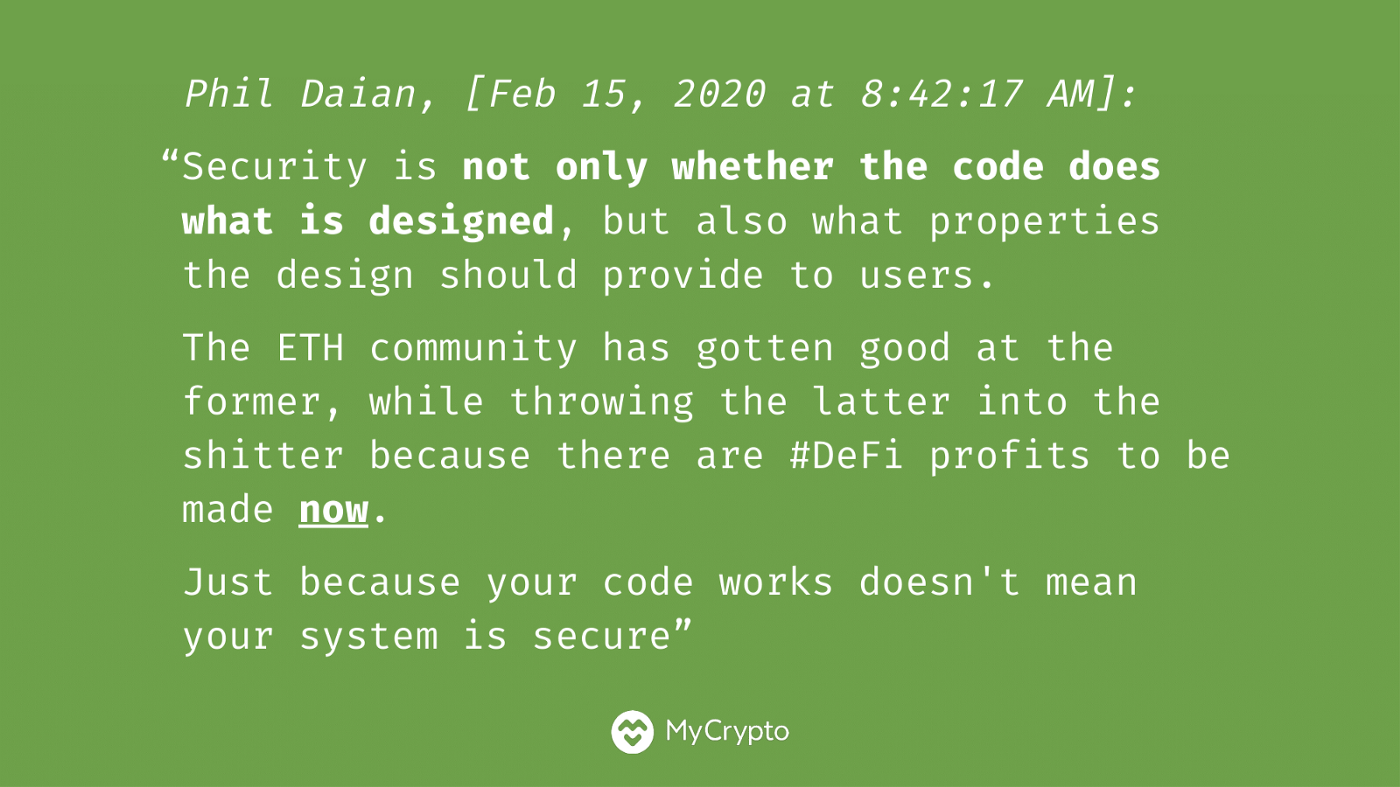 Phil Daian, [Feb 15, 2020 at 8:42:17 AM]:
“Security is not only whether the code does
what is designed, but also what properties
the design should provide to users.
The ETH community has gotten good at the
former, while throwing the latter into the
shitter because there are #DeFi profits to be
made now.
Just because your code works doesn't mean
your system is secure”
MyCrypto